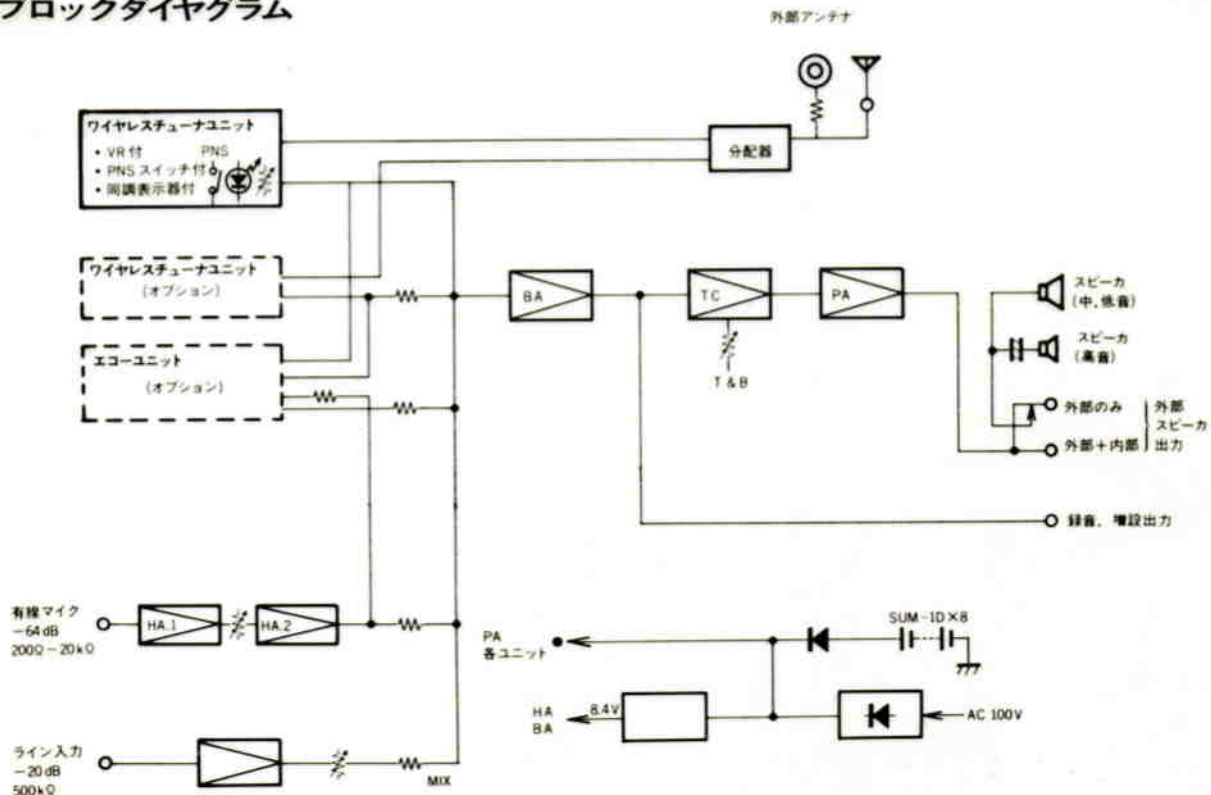 ブロックダイヤグラム
外部アンテナ
ワイヤレスチューナユニット
• VR付 PNS
• PNSスイッチ付
• 同調表示器付
分配器
ワイヤレスチューナユニット
(オプション)
BA
TC
PA
T & B
スピーカ
(中,低音)
スピーカ
(高音)
エコーユニット
(オプション)
外部のみ
外部+内部
外部
スピーカ
出力
録音, 増設出力
有線マイク
-64dB
200Ω-20kΩ
HA.1
HA.2
PA
各ユニット
SUM-1D×8
HA
BA
8.4V
AC 100V
ライン入力
-20dB
500kΩ
MIX